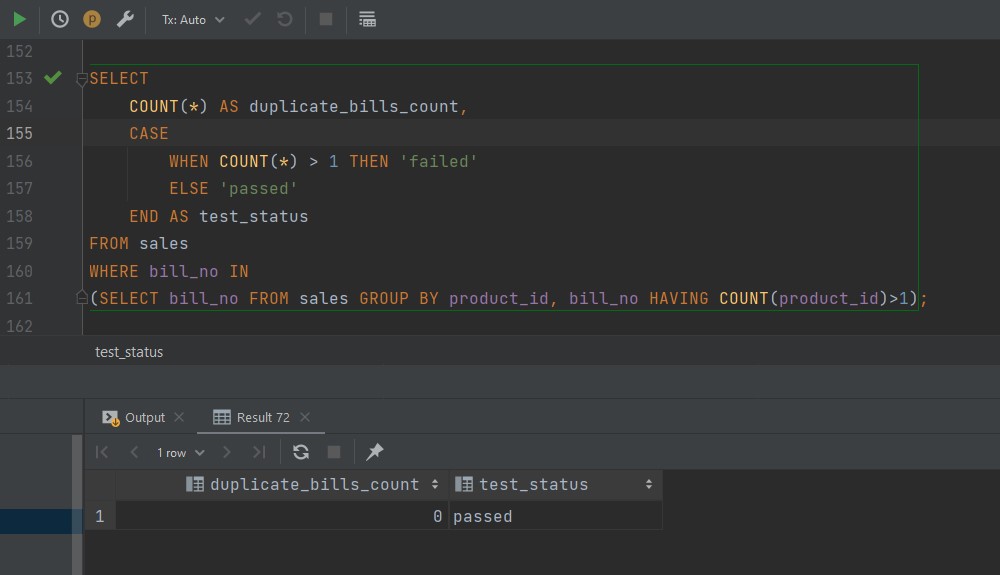 Tx: Auto
152
153 SELECT
154 COUNT(*) AS duplicate_bills_count,
155 CASE
156 WHEN COUNT(*) > 1 THEN 'failed'
157 ELSE 'passed'
158 END AS test_status
159 FROM sales
160 WHERE bill_no IN
161 (SELECT bill_no FROM sales GROUP BY product_id, bill_no HAVING COUNT(product_id)>1);
162
test_status
Output Result 72
1 row
duplicate_bills_count test_status
1 0 passed